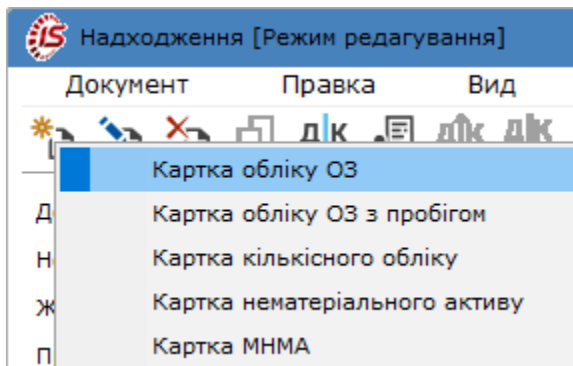 Надходження [Режим редагування]
Документ Правка Вид
Картка обліку ОЗ
Картка обліку ОЗ з пробігом
Картка кількісного обліку
Картка нематеріального активу
Картка МНМА